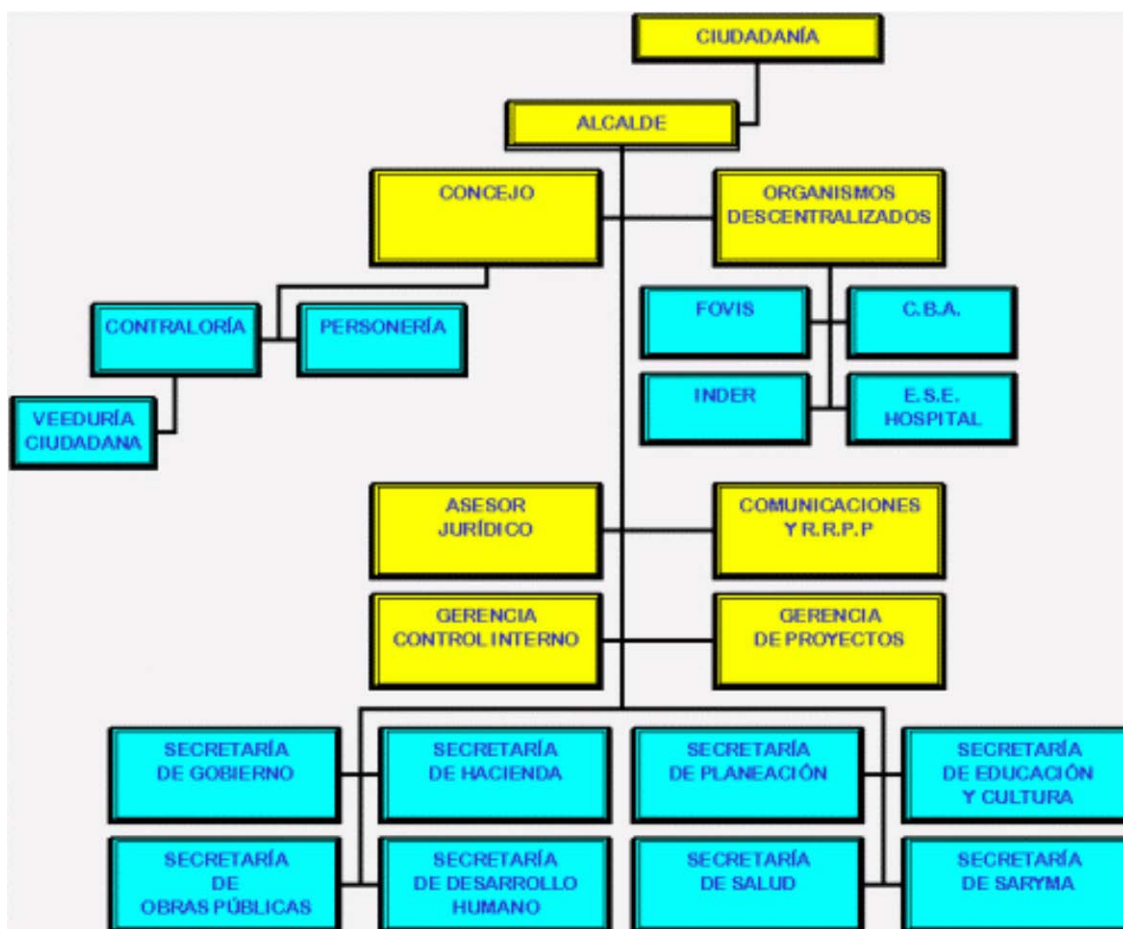 CIUDADANÍA
ALCALDE
CONCEJO
ORGANISMOS
DESCENTRALIZADOS
CONTRALORÍA
PERSONERÍA
FOVIS
C.B.A.
VEEDURÍA
CIUDADANA
INDER
E.S.E.
HOSPITAL
ASESOR
JURÍDICO
COMUNICACIONES
Y R.R.P.P
GERENCIA
CONTROL INTERNO
GERENCIA
DE PROYECTOS
SECRETARÍA
DE GOBIERNO
SECRETARÍA
DE HACIENDA
SECRETARÍA
DE PLANEACIÓN
SECRETARÍA
DE EDUCACIÓN
Y CULTURA
SECRETARÍA
DE
OBRAS PÚBLICAS
SECRETARÍA
DE DESARROLLO
HUMANO
SECRETARÍA
DE SALUD
SECRETARÍA
DE SARYMA